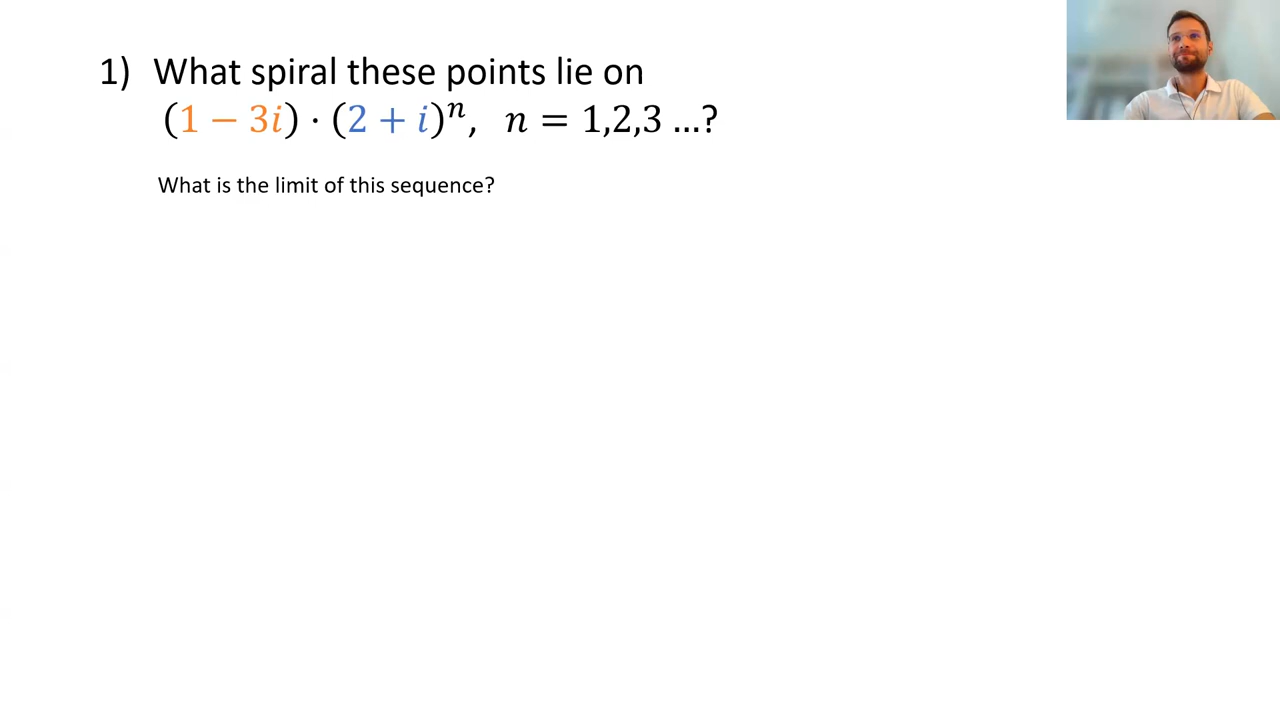 1) What spiral these points lie on
(1 − 3i) · (2 + i)ⁿ, n = 1,2,3 ...?
What is the limit of this sequence?